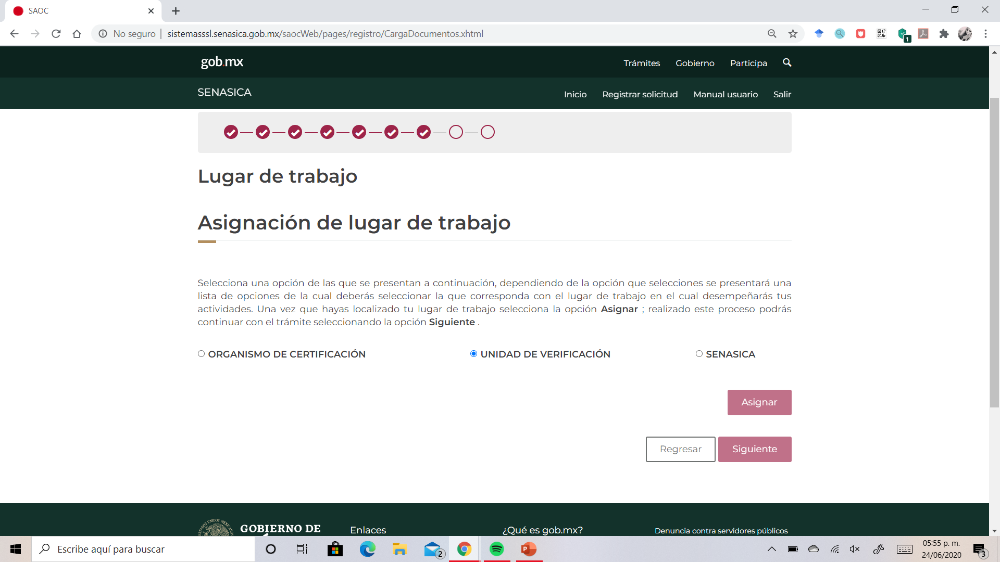 SAOC
No seguro | sistemasssl.senasica.gob.mx/saocWeb/pages/registro/CargaDocumentos.xhtml
1
gob.mx
Trámites Gobierno Participa
SENASICA
Inicio Registrar solicitud Manual usuario Salir
Lugar de trabajo
Asignación de lugar de trabajo
Selecciona una opción de las que se presentan a continuación, dependiendo de la opción que selecciones se presentará una
lista de opciones de la cual deberás seleccionar la que corresponda con el lugar de trabajo en el cual desempeñarás tus
actividades. Una vez que hayas localizado tu lugar de trabajo selecciona la opción Asignar ; realizado este proceso podrás
continuar con el trámite seleccionando la opción Siguiente .
ORGANISMO DE CERTIFICACIÓN UNIDAD DE VERIFICACIÓN SENASICA
Asignar
Regresar Siguiente
ESTADOS UNIDOS MEXICANOS
GOBIERNO DE
Enlaces
¿Qué es gob.mx?
Denuncia contra servidores públicos
Escribe aquí para buscar
2
P
05:55 p. m.
24/06/2020
3